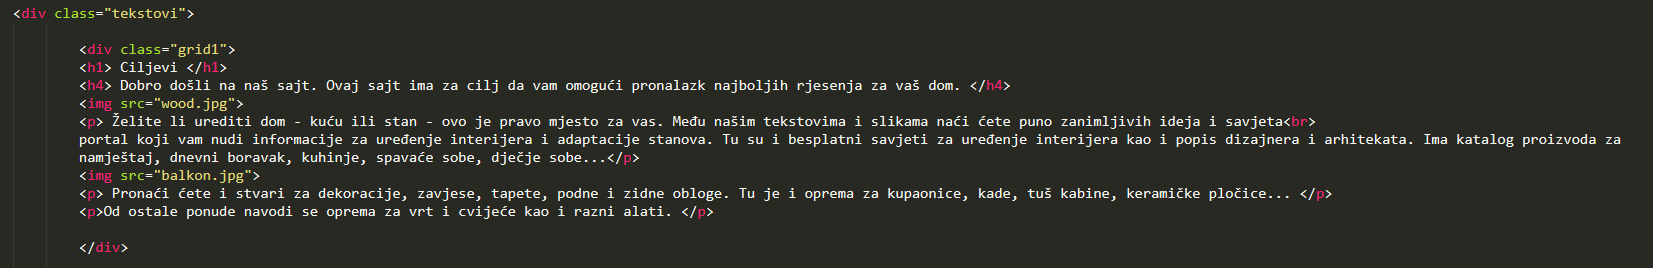 <div class="tekstovi">
<div class="grid1">
<h1> Ciljevi </h1>
<h4> Dobro došli na naš sajt. Ovaj sajt ima za cilj da vam omogući pronalazk najboljih rjesenja za vaš dom. </h4>
<img src="wood.jpg">
<p> Želite li urediti dom - kuću ili stan - ovo je pravo mjesto za vas. Među našim tekstovima i slikama naći ćete puno zanimljivih ideja i savjeta<br>
portal koji vam nudi informacije za uređenje interijera i adaptacije stanova. Tu su i besplatni savjeti za uređenje interijera kao i popis dizajnera i arhitekata. Ima katalog proizvoda za
namještaj, dnevni boravak, kuhinje, spavaće sobe, dječje sobe...</p>
<img src="balkon.jpg">
<p> Pronaći ćete i stvari za dekoracije, zavjese, tapete, podne i zidne obloge. Tu je i oprema za kupaonice, kade, tuš kabine, keramičke pločice... </p>
<p>Od ostale ponude navodi se oprema za vrt i cvijeće kao i razni alati. </p>
</div>